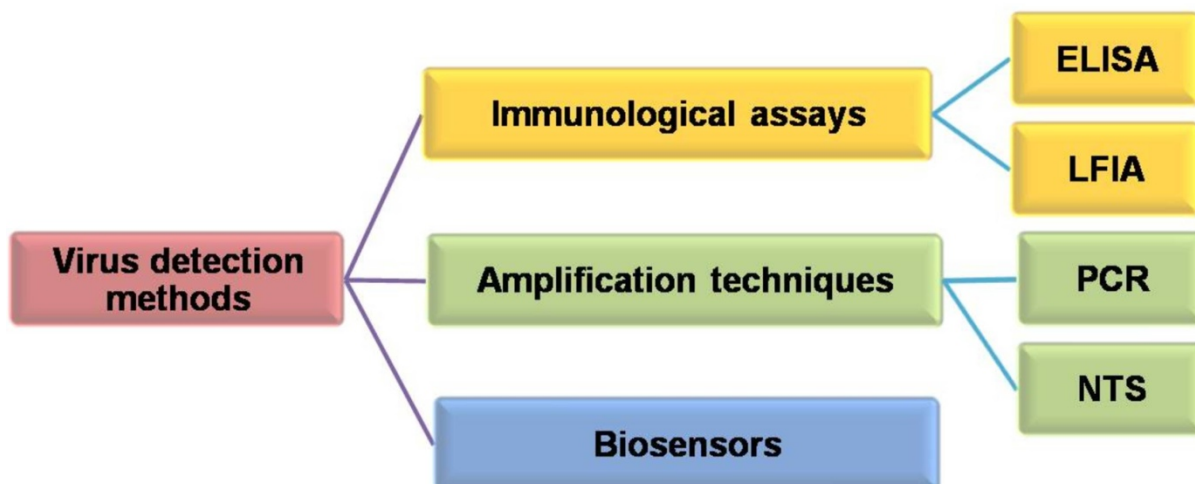 Virus detection
methods
Immunological assays
ELISA
LFIA
Amplification techniques
PCR
NTS
Biosensors